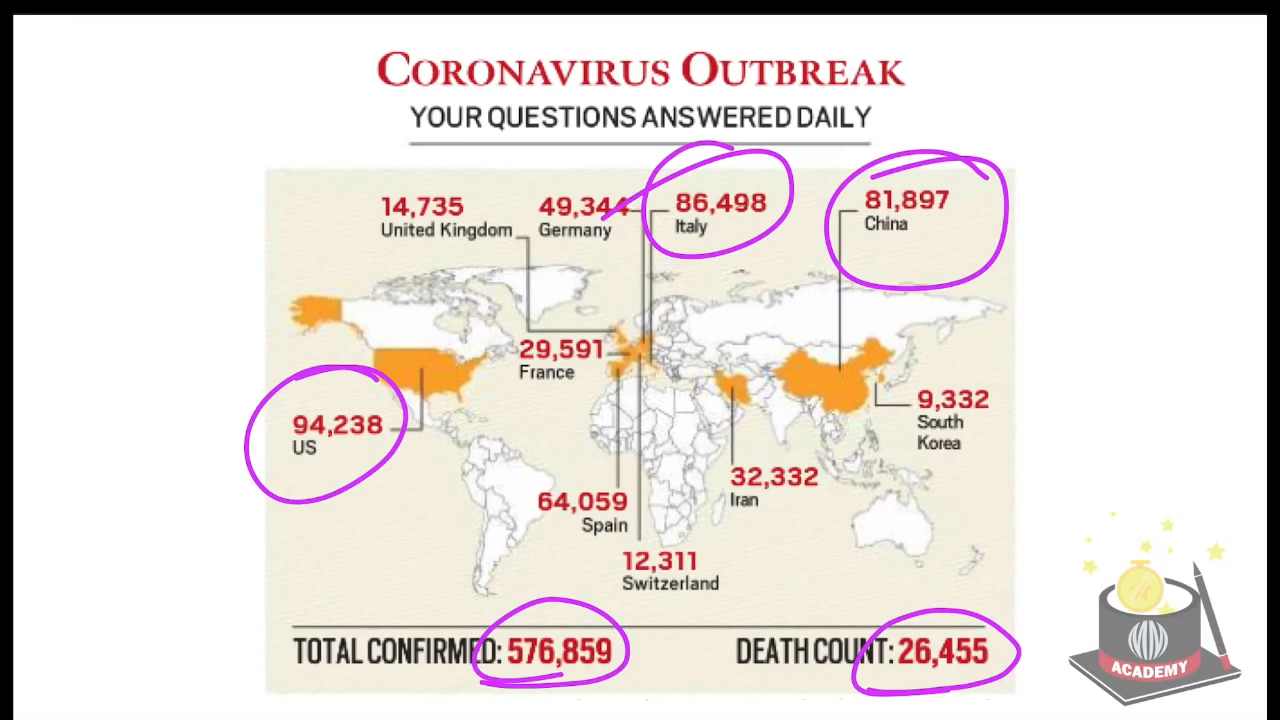 CORONAVIRUS OUTBREAK
YOUR QUESTIONS ANSWERED DAILY
14,735
United Kingdom
49,344
Germany
86,498
Italy
81,897
China
29,591
France
94,238
US
9,332
South
Korea
32,332
Iran
64,059
Spain
12,311
Switzerland
TOTAL CONFIRMED: 576,859
DEATH COUNT: 26,455
MN
ACADEMY